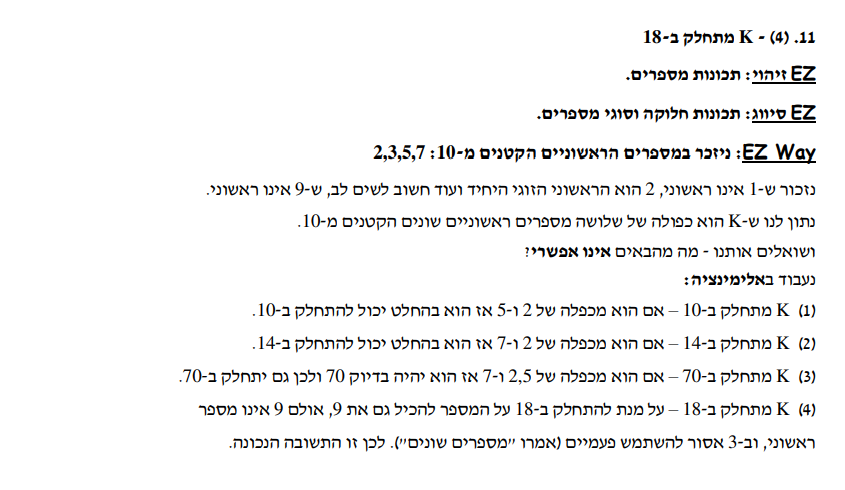 11. (4) - K מתחלק ב-18
EZ זיהוי: תכונות מספרים.
EZ סיווג: תכונות חלוקה וסוגי מספרים.
EZ Way: ניזכר במספרים הראשוניים הקטנים מ-10: 2,3,5,7
נזכור ש-1 אינו ראשוני, 2 הוא הראשוני הזוגי היחיד ועוד חשוב לשים לב, ש-9 אינו ראשוני.
נתון לנו ש-K הוא כפולה של שלושה מספרים ראשוניים שונים הקטנים מ-10.
ושואלים אותנו - מה מהבאים אינו אפשרי?
נעבוד באלימינציה:
(1) K מתחלק ב-10 – אם הוא מכפלה של 2 ו-5 אז הוא בהחלט יכול להתחלק ב-10.
(2) K מתחלק ב-14 – אם הוא מכפלה של 2 ו-7 אז הוא בהחלט יכול להתחלק ב-14.
(3) K מתחלק ב-70 – אם הוא מכפלה של 2,5 ו-7 אז הוא יהיה בדיוק 70 ולכן גם יתחלק ב-70.
(4) K מתחלק ב-18 – על מנת להתחלק ב-18 על המספר להכיל גם את 9, אולם 9 אינו מספר
ראשוני, וב-3 אסור להשתמש פעמיים (אמרו "מספרים שונים"). לכן זו התשובה הנכונה.